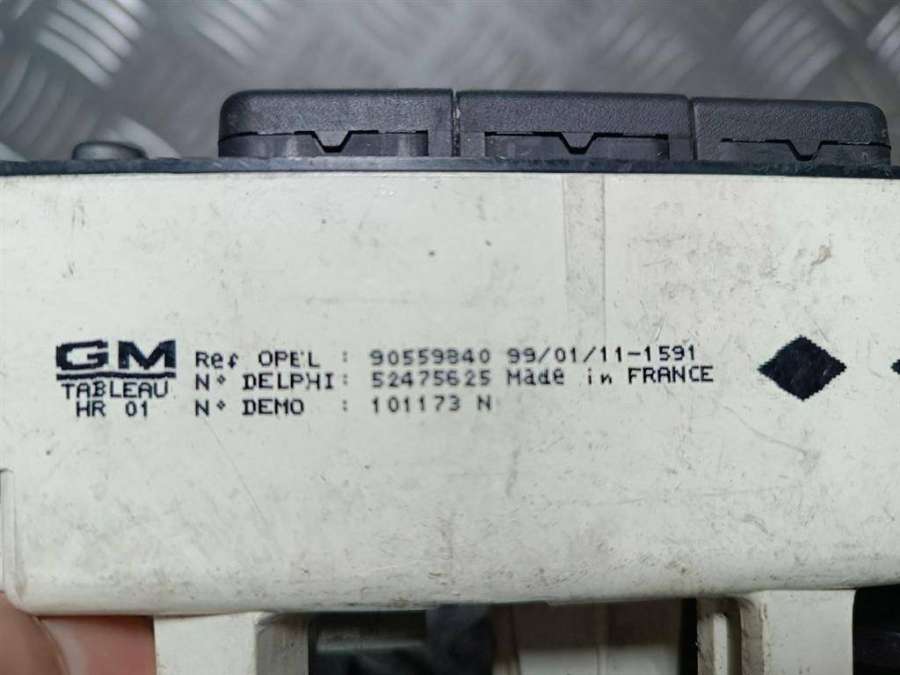 GM
TABLEAU
HR 01
Ref OPEL : 90559840 99/01/11-1591
N° DELPHI: 52475625 Made in FRANCE
N° DEMO : 101173 N